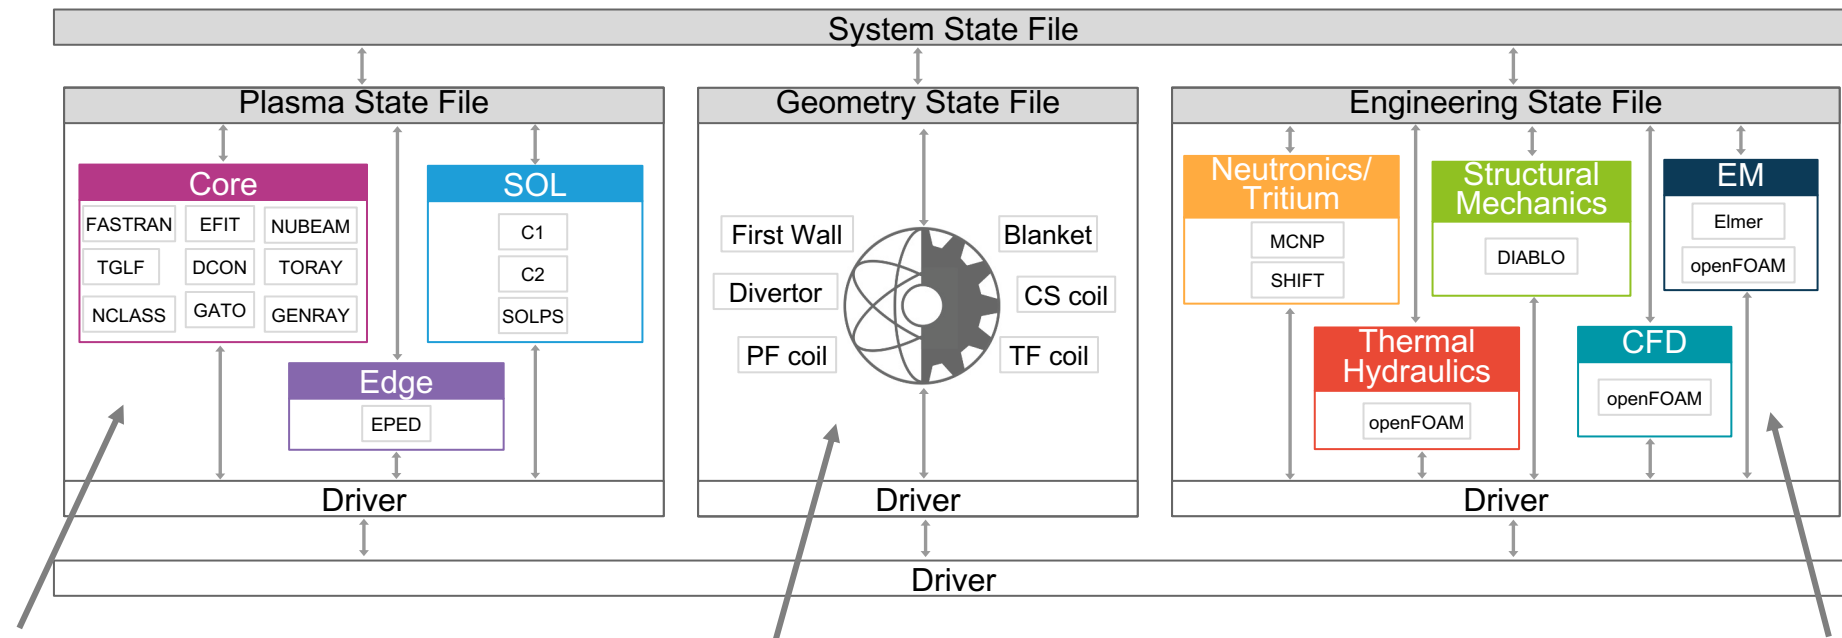 System State File
Plasma State File
Core
FASTRAN
EFIT
NUBEAM
TGLF
DCON
TORAY
NCLASS
GATO
GENRAY
SOL
C1
C2
SOLPS
Edge
EPED
Driver
Geometry State File
First Wall
Blanket
Divertor
CS coil
PF coil
TF coil
Driver
Engineering State File
Neutronics/
Tritium
MCNP
SHIFT
Structural
Mechanics
DIABLO
EM
Elmer
openFOAM
Thermal
Hydraulics
openFOAM
CFD
openFOAM
Driver
Driver